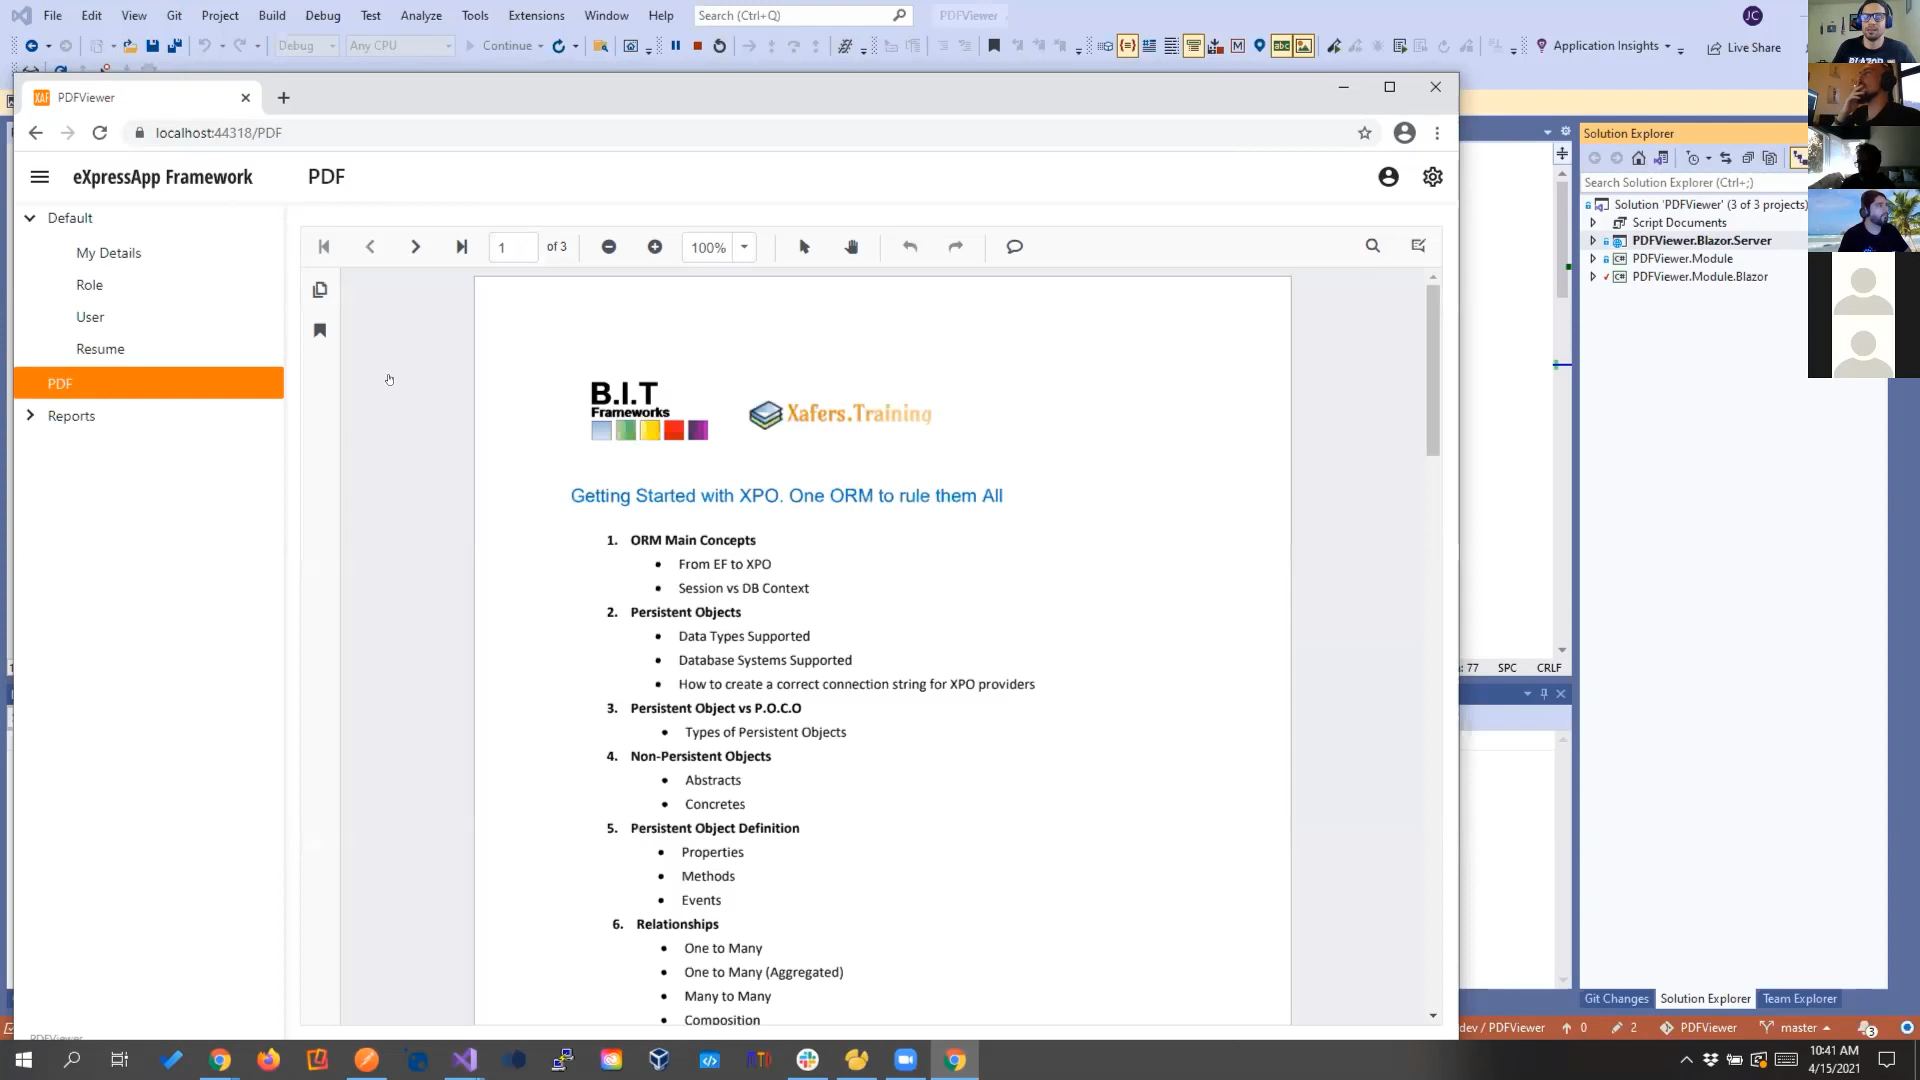 File Edit View Git Project Build Debug Test Analyze Tools Extensions Window Help Search (Ctrl+Q) PDFViewer JC
Debug Any CPU Continue Application Insights Live Share
XAF PDFViewer
localhost:44318/PDF
eXpressApp Framework PDF
Default
My Details
Role
User
Resume
PDF
Reports
1 of 3 100%
B.I.T
Frameworks
Xafers.Training
Getting Started with XPO. One ORM to rule them All
1. ORM Main Concepts
• From EF to XPO
• Session vs DB Context
2. Persistent Objects
• Data Types Supported
• Database Systems Supported
• How to create a correct connection string for XPO providers
3. Persistent Object vs P.O.C.O
• Types of Persistent Objects
4. Non-Persistent Objects
• Abstracts
• Concretes
5. Persistent Object Definition
• Properties
• Methods
• Events
6. Relationships
• One to Many
• One to Many (Aggregated)
• Many to Many
• Composition
Solution Explorer
Search Solution Explorer (Ctrl+;)
Solution 'PDFViewer' (3 of 3 projects)
Script Documents
PDFViewer.Blazor.Server
PDFViewer.Module
PDFViewer.Module.Blazor
: 77 SPC CRLF
Git Changes Solution Explorer Team Explorer
dev / PDFViewer 0 2 PDFViewer master 3
10:41 AM
4/15/2021